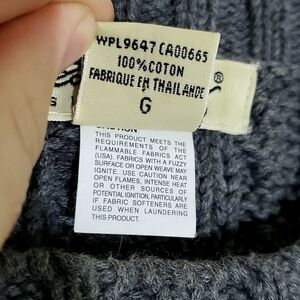 WPL9647 CA00665
100% COTON
FABRIQUE EN THAILANDE
G
®
S
CAUTION
THIS PRODUCT MEETS THE
REQUIREMENTS OF THE
FLAMMABLE FABRICS ACT
(USA). FABRICS WITH A FUZZY
SURFACE OR OPEN WEAVE MAY
IGNITE. USE CAUTION NEAR
OPEN FLAMES, INTENSE HEAT
OR OTHER SOURCES OF
POTENTIAL IGNITION, PARTICULARLY
IF FABRIC SOFTENERS ARE
USED WHEN LAUNDERING
THIS PRODUCT.